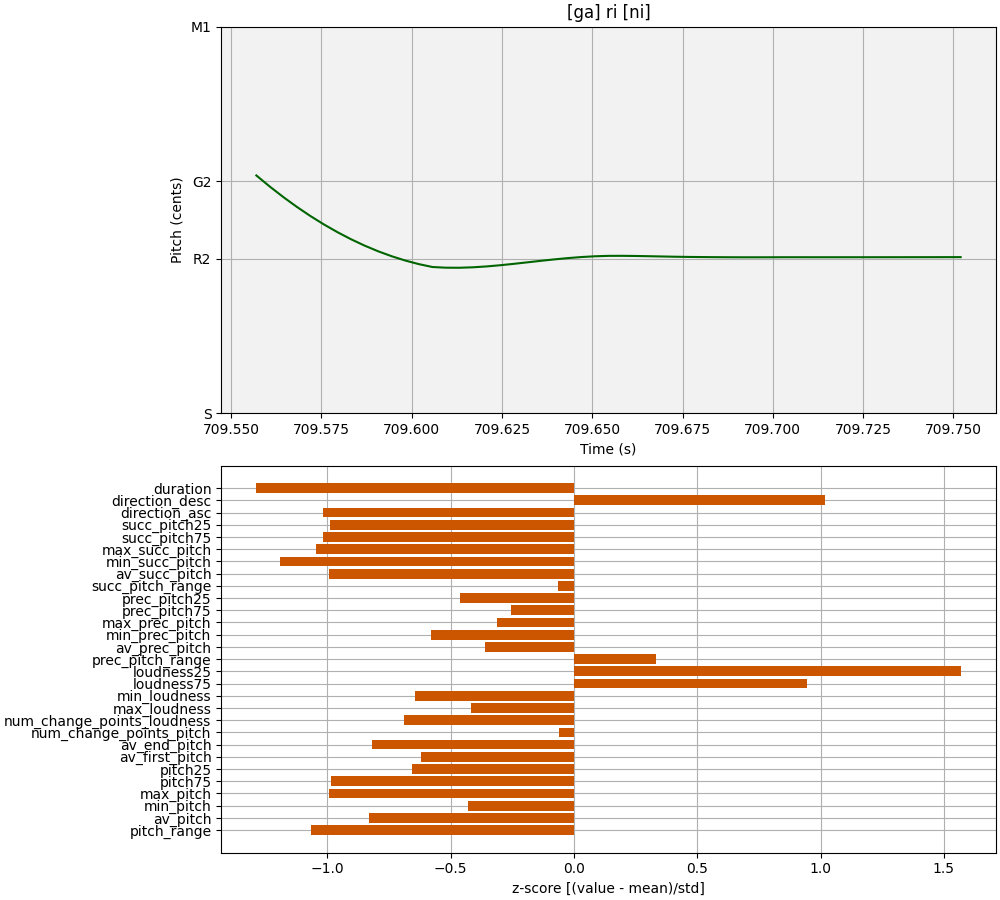 [ga] ri [ni]
M1
G2
R2
S
Pitch (cents)
709.550 709.575 709.600 709.625 709.650 709.675 709.700 709.725 709.750
Time (s)
duration
direction_desc
direction_asc
succ_pitch25
succ_pitch75
max_succ_pitch
min_succ_pitch
av_succ_pitch
succ_pitch_range
prec_pitch25
prec_pitch75
max_prec_pitch
min_prec_pitch
av_prec_pitch
prec_pitch_range
loudness25
loudness75
min_loudness
max_loudness
num_change_points_loudness
num_change_points_pitch
av_end_pitch
av_first_pitch
pitch25
pitch75
max_pitch
min_pitch
av_pitch
pitch_range
−1.0 −0.5 0.0 0.5 1.0 1.5
z-score [(value - mean)/std]